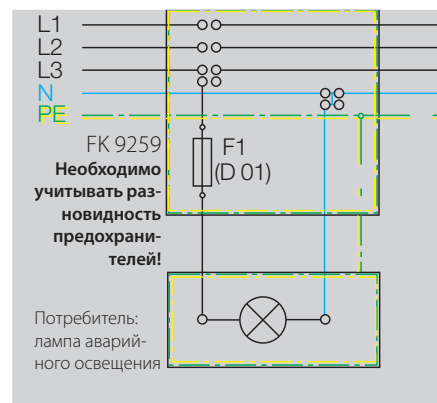 L1
L2
L3
N
PE
FK 9259
F1
(D 01)
Необходимо
учитывать раз-
новидность
предохрани-
телей!
Потребитель:
лампа аварий-
ного освещения